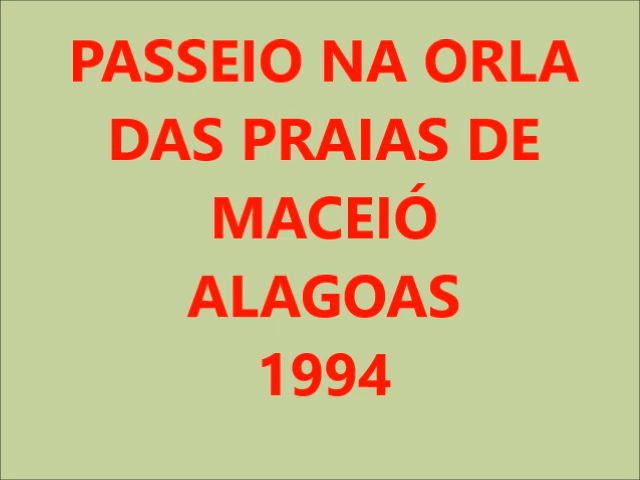 PASSEIO NA ORLA
DAS PRAIAS DE
MACEIÓ
ALAGOAS
1994